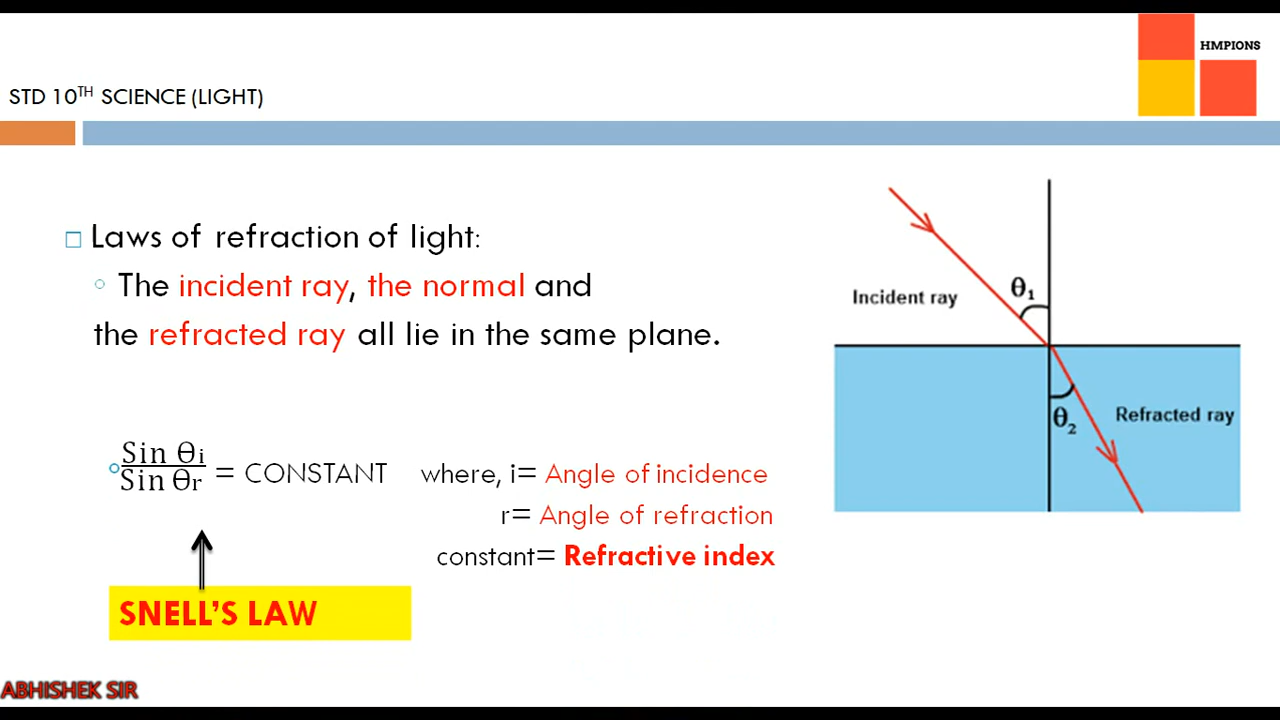 HMPIONS
STD 10TH SCIENCE (LIGHT)
Laws of refraction of light:
The incident ray, the normal and
the refracted ray all lie in the same plane.
Sin θi
Sin θr
= CONSTANT where, i= Angle of incidence
r= Angle of refraction
constant= Refractive index
SNELL'S LAW
θ1
Incident ray
θ2
Refracted ray
ABHISHEK SIR